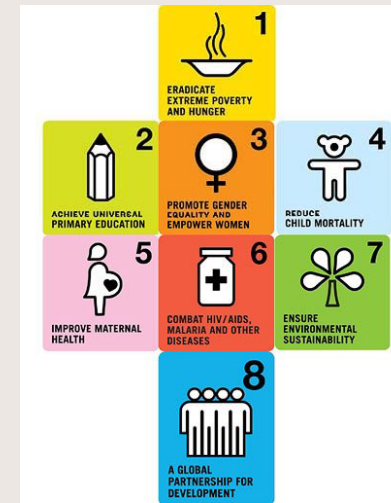 1
ERADICATE
EXTREME POVERTY
AND HUNGER
2
ACHIEVE UNIVERSAL
PRIMARY EDUCATION
3
PROMOTE GENDER
EQUALITY AND
EMPOWER WOMEN
4
REDUCE
CHILD MORTALITY
5
IMPROVE MATERNAL
HEALTH
6
COMBAT HIV/AIDS,
MALARIA AND OTHER
DISEASES
7
ENSURE
ENVIRONMENTAL
SUSTAINABILITY
8
A GLOBAL
PARTNERSHIP FOR
DEVELOPMENT